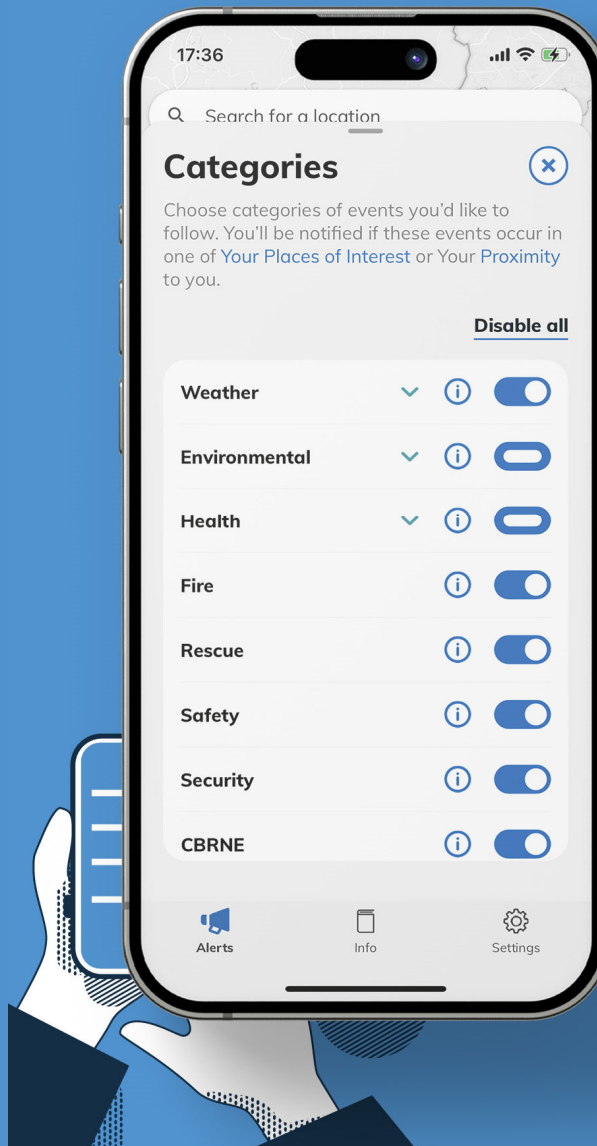 17:36
Search for a location
Categories
Choose categories of events you'd like to
follow. You'll be notified if these events occur in
one of Your Places of Interest or Your Proximity
to you.
Disable all
Weather
Environmental
Health
Fire
Rescue
Safety
Security
CBRNE
Alerts
Info
Settings